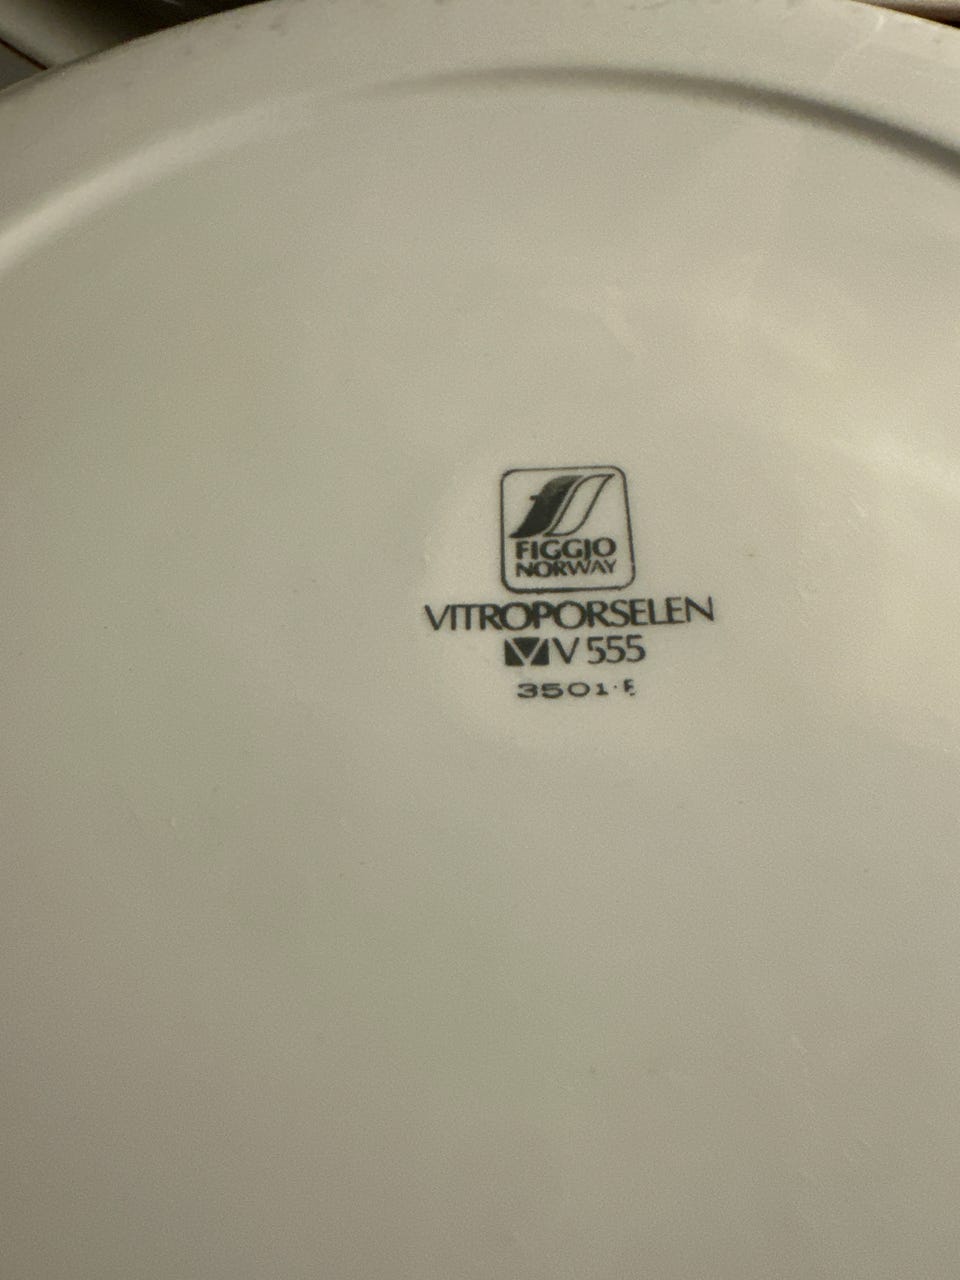 FIGGJO
NORWAY
VITROPORSELEN
V 555
3501